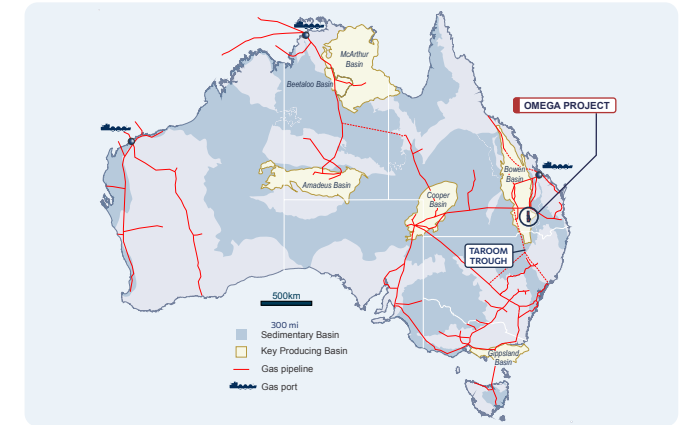 McArthur
Basin
Beetaloo Basin
OMEGA PROJECT
Bowen
Basin
Amadeus Basin
Cooper
Basin
TAROOM
TROUGH
500km
300 mi
Sedimentary Basin
Key Producing Basin
Gas pipeline
Gas port
Gippsland
Basin